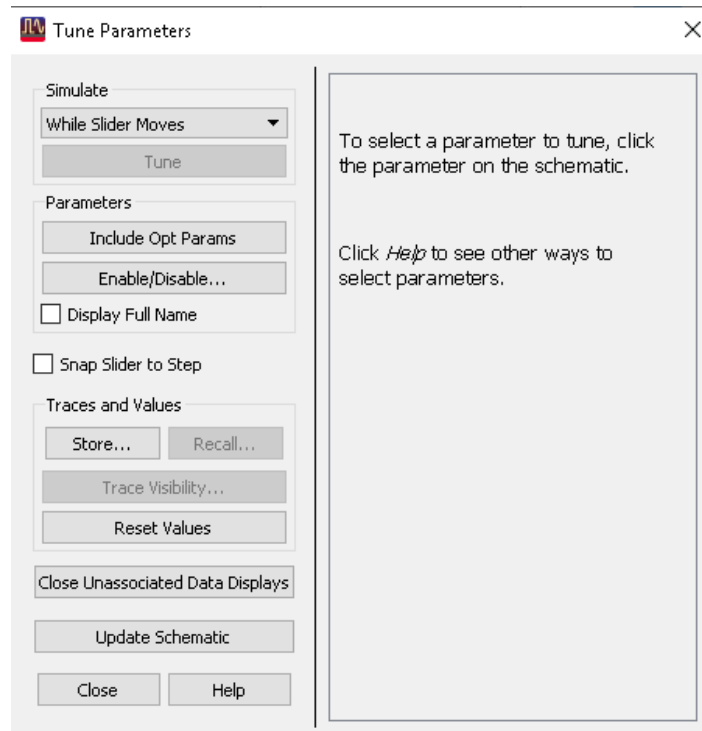 Tune Parameters
Simulate
While Slider Moves
Tune
Parameters
Include Opt Params
Enable/Disable...
Display Full Name
Snap Slider to Step
Traces and Values
Store... Recall...
Trace Visibility...
Reset Values
Close Unassociated Data Displays
Update Schematic
Close Help
To select a parameter to tune, click
the parameter on the schematic.
Click Help to see other ways to
select parameters.